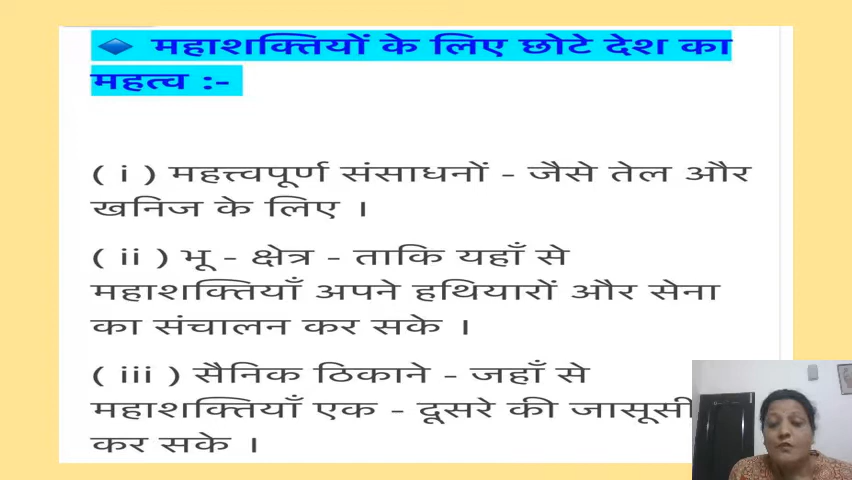 महाशक्तियों के लिए छोटे देश का
महत्व :-
( i ) महत्त्वपूर्ण संसाधनों - जैसे तेल और
खनिज के लिए ।
( ii ) भू - क्षेत्र - ताकि यहाँ से
महाशक्तियाँ अपने हथियारों और सेना
का संचालन कर सके ।
( iii ) सैनिक ठिकाने - जहाँ से
महाशक्तियाँ एक - दूसरे की जासूसी
कर सके ।